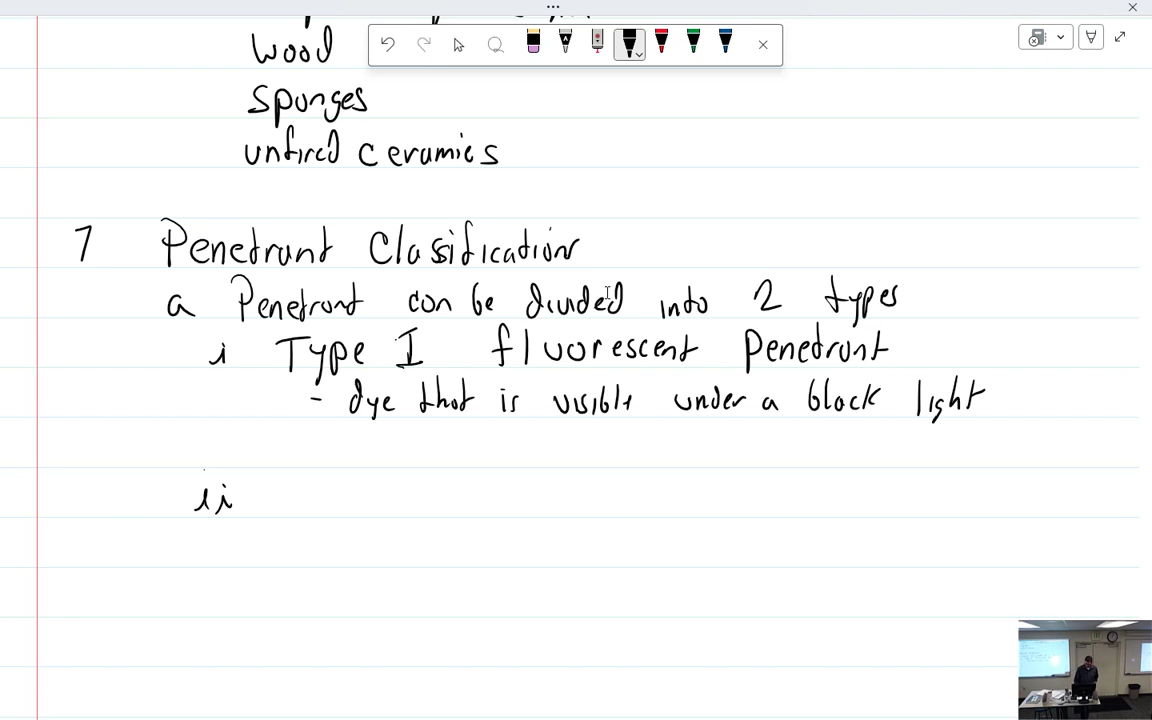 wood
sponges
unfired ceramics
7 Penetrant Classification
a Penetrant can be divided into 2 types
i Type I fluorescent Penetrant
- dye that is visible under a black light
ii